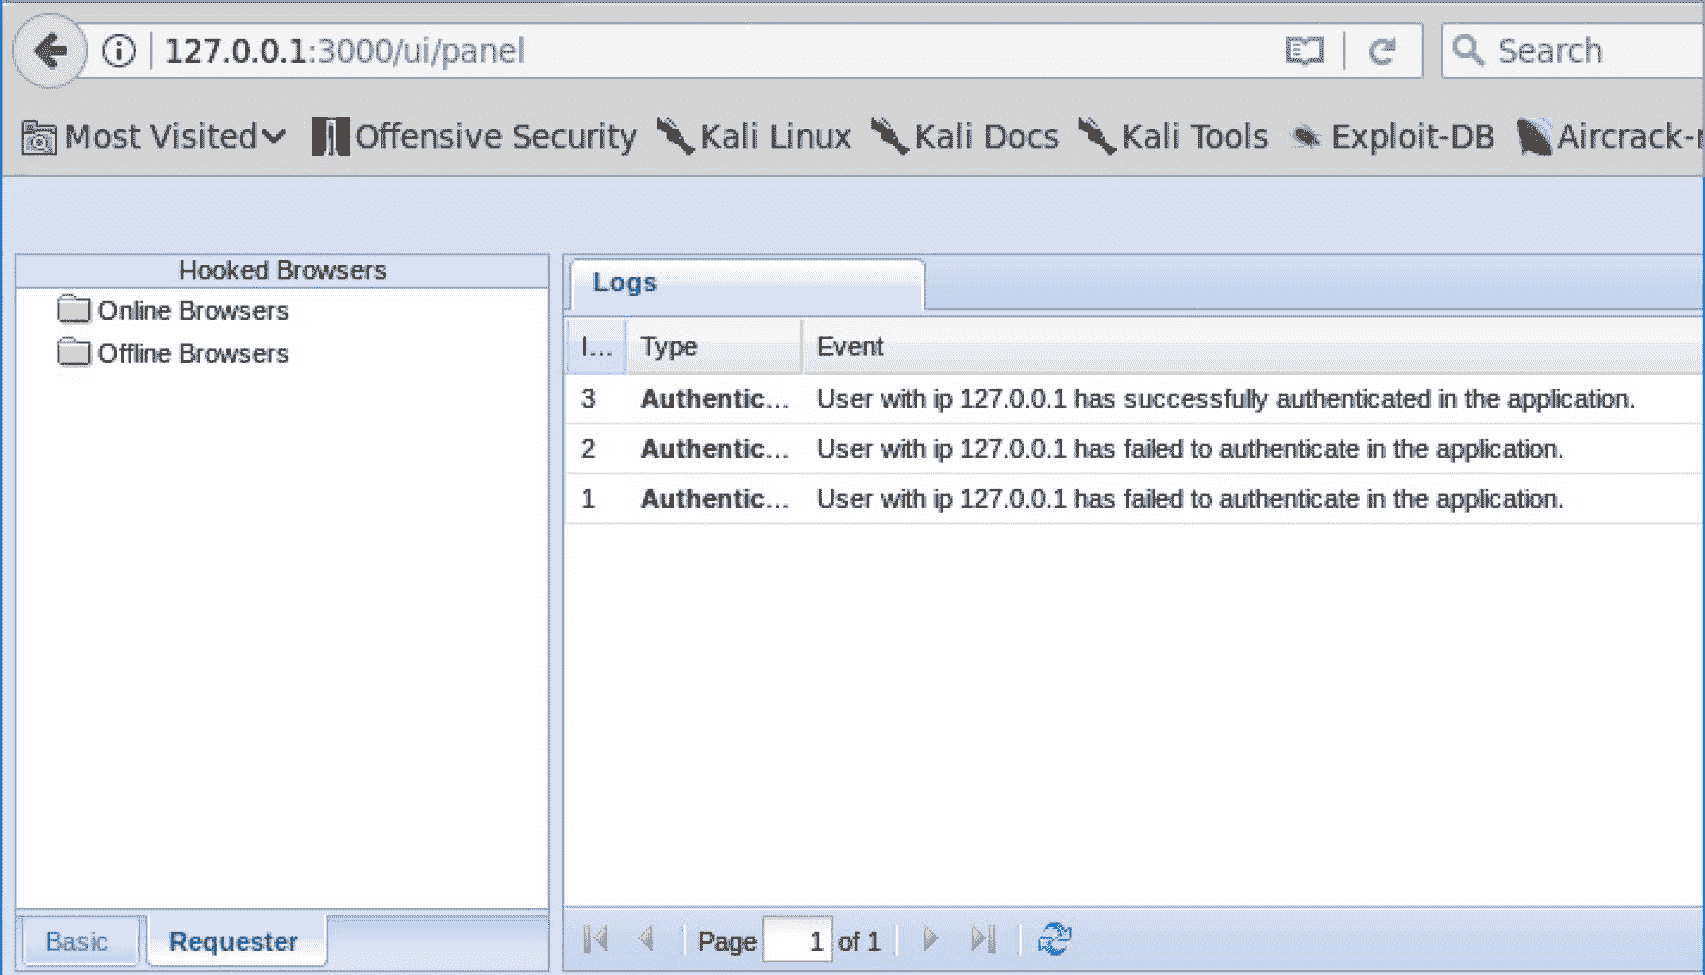 127.0.0.1:3000/ui/panel Search
Most Visited Offensive Security Kali Linux Kali Docs Kali Tools Exploit-DB Aircrack-
Hooked Browsers
Online Browsers
Offline Browsers
Basic Requester
Logs
I... Type Event
3 Authentic... User with ip 127.0.0.1 has successfully authenticated in the application.
2 Authentic... User with ip 127.0.0.1 has failed to authenticate in the application.
1 Authentic... User with ip 127.0.0.1 has failed to authenticate in the application.
Page 1 of 1